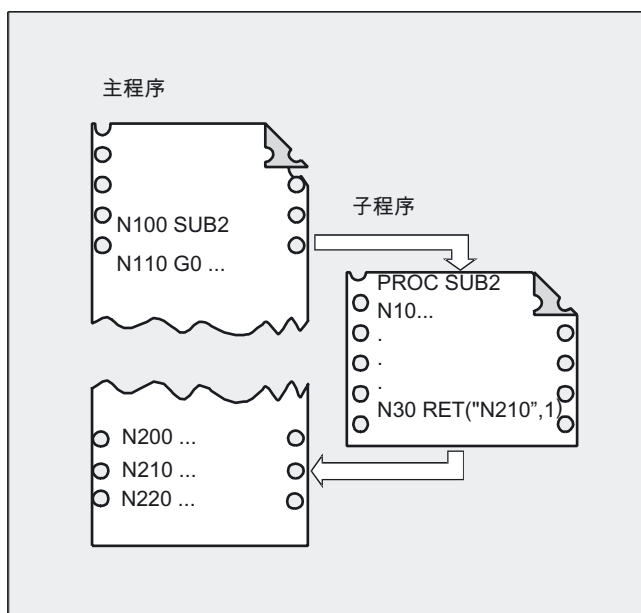 主程序
N100 SUB2
N110 G0 ...
子程序
PROC SUB2
N10...
.
.
.
N30 RET("N210”,1)
N200 ...
N210 ...
N220 ...